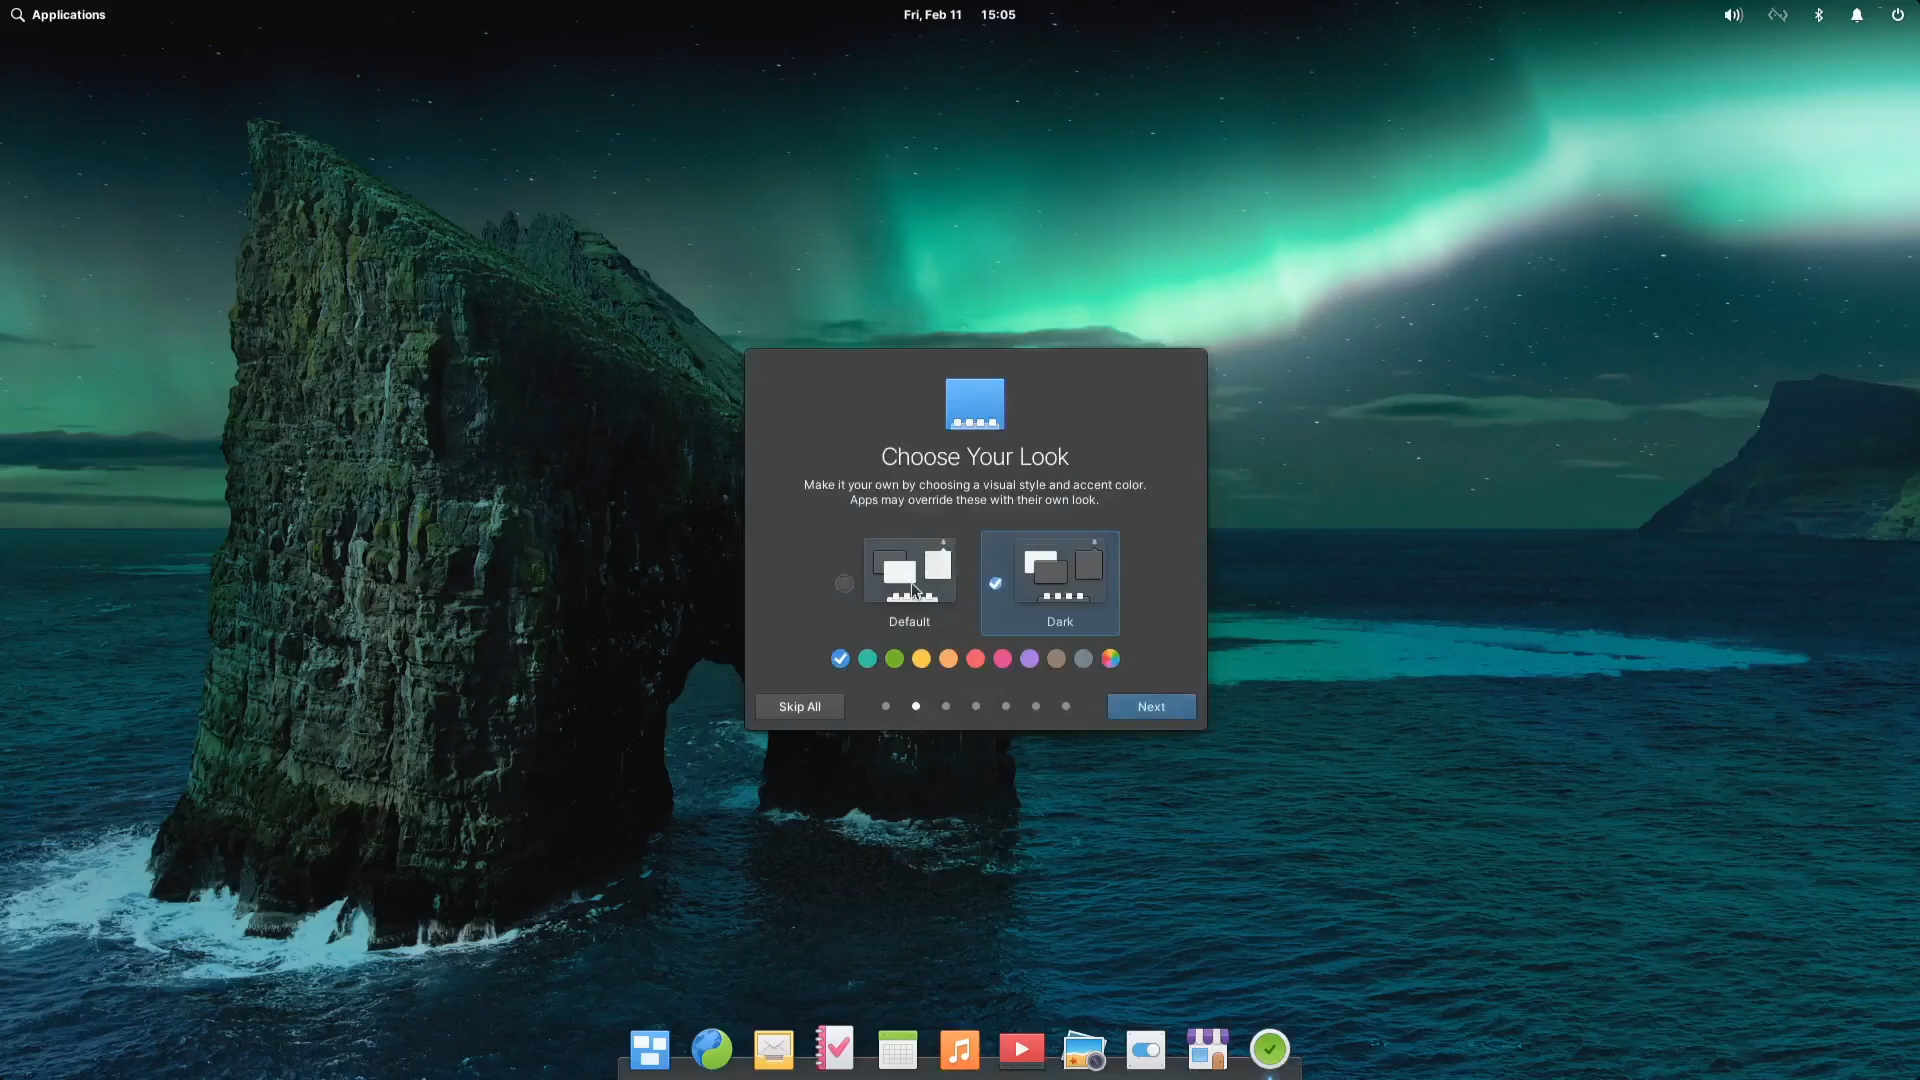 Applications
Fri, Feb 11 15:05
Choose Your Look
Make it your own by choosing a visual style and accent color.
Apps may override these with their own look.
Default
Dark
Skip All
Next